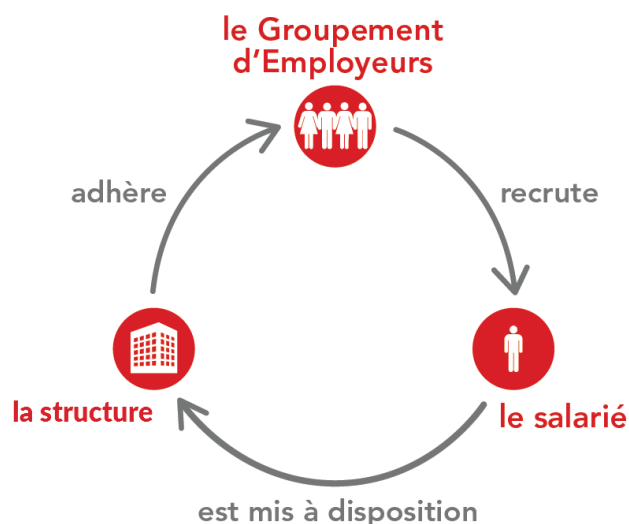 le Groupement
d'Employeurs
adhère
recrute
la structure
le salarié
est mis à disposition